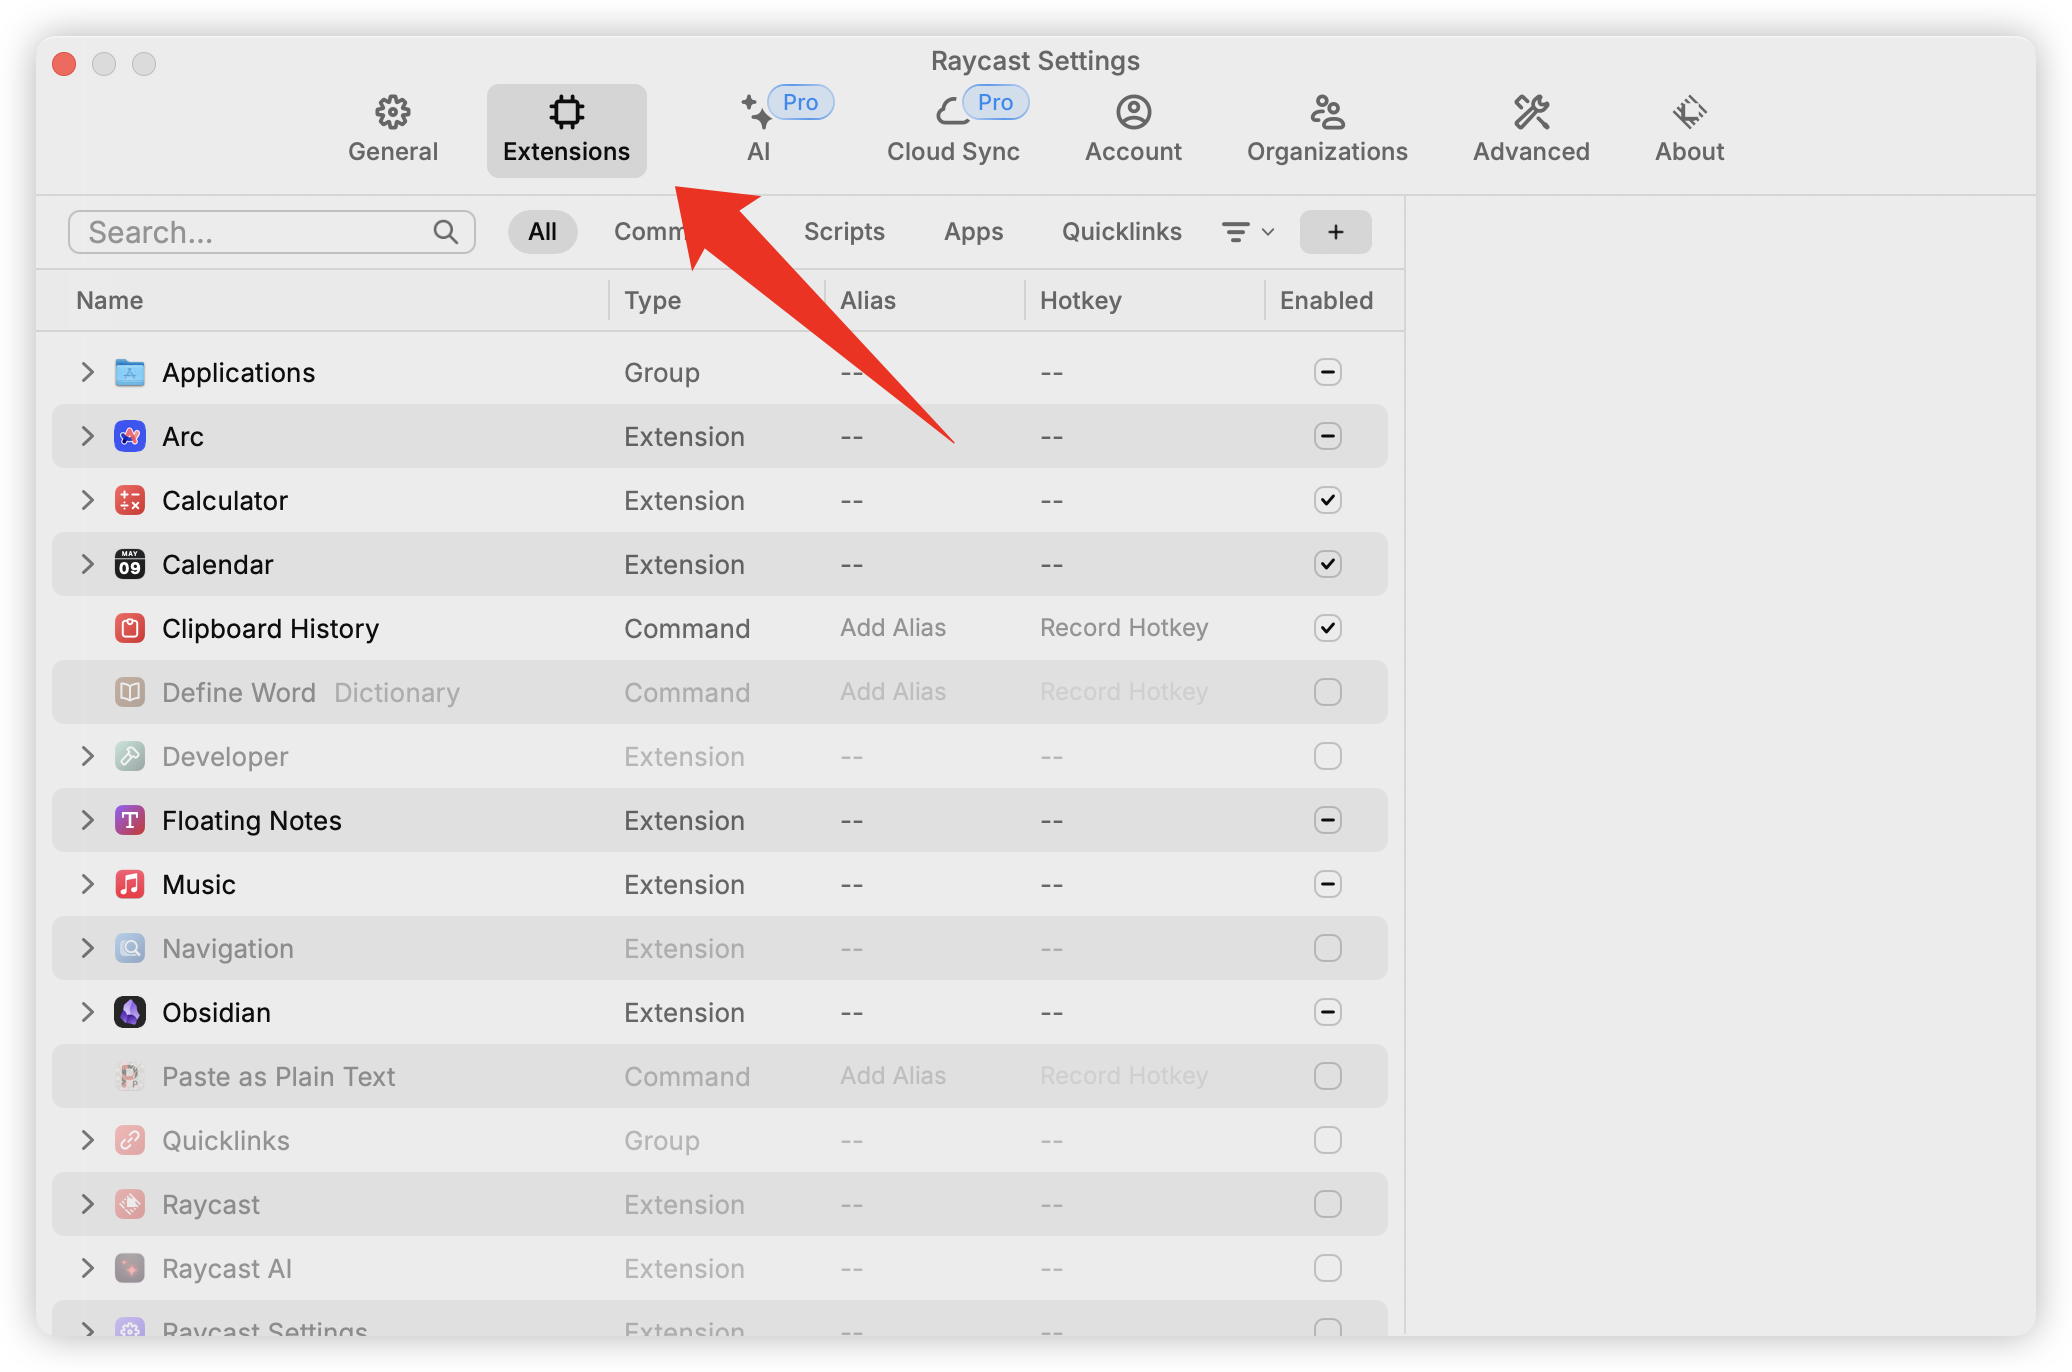 Raycast Settings
General
Extensions
Pro
AI
Pro
Cloud Sync
Account
Organizations
Advanced
About
Search...
All
Scripts
Apps
Quicklinks
+
Name Type Alias Hotkey Enabled
Applications Group -- --
Arc Extension -- --
Calculator Extension -- --
MAY
09
Calendar Extension -- --
Clipboard History Command Add Alias Record Hotkey
Define Word Dictionary Command Add Alias Record Hotkey
Developer Extension -- --
Floating Notes Extension -- --
Music Extension -- --
Navigation Extension -- --
Obsidian Extension -- --
Paste as Plain Text Command Add Alias Record Hotkey
Quicklinks Group -- --
Raycast Extension -- --
Raycast AI Extension -- --
Raycast Settings Extension -- --